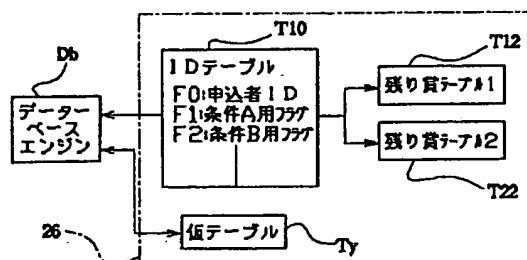 T10
IDテーブル
F0:申込者ID
F1:条件A用フラグ
F2:条件B用フラグ
Db
データー
ベース
エンジン
T12
残り賞テーブル1
残り賞テーブル2
T22
26
仮テーブル
Ty